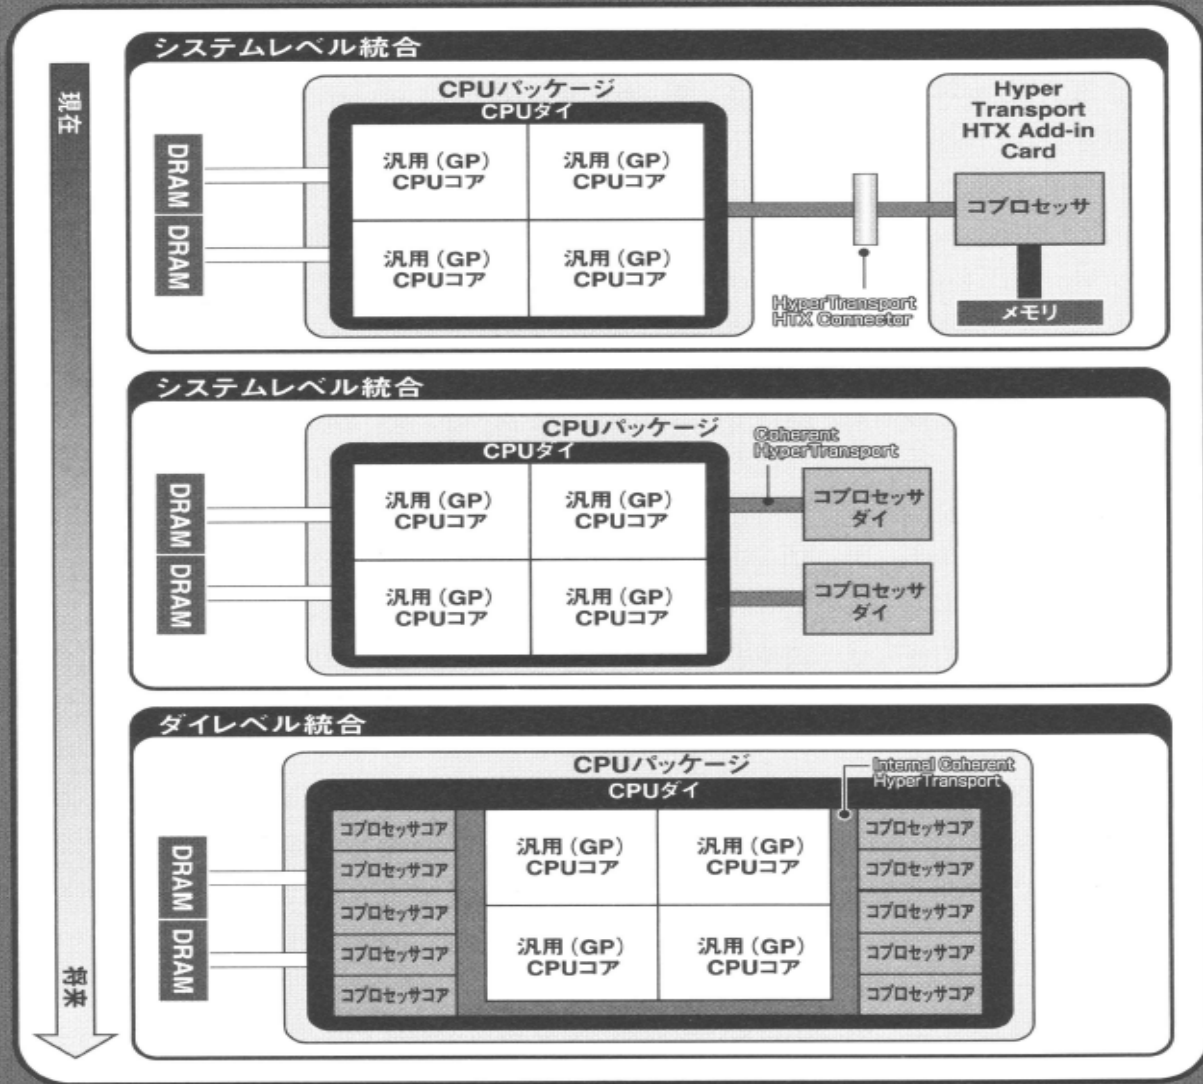 現在
将来
システムレベル統合
CPUパッケージ
CPUダイ
汎用(GP)
CPUコア
汎用(GP)
CPUコア
汎用(GP)
CPUコア
汎用(GP)
CPUコア
DRAM
DRAM
HyperTransport
HTX Connector
Hyper
Transport
HTX Add-in
Card
コプロセッサ
メモリ
システムレベル統合
CPUパッケージ
CPUダイ
汎用(GP)
CPUコア
汎用(GP)
CPUコア
汎用(GP)
CPUコア
汎用(GP)
CPUコア
DRAM
DRAM
Coherent
HyperTransport
コプロセッサ
ダイ
コプロセッサ
ダイ
ダイレベル統合
CPUパッケージ
CPUダイ
Internal Coherent
HyperTransport
DRAM
DRAM
コプロセッサコア
コプロセッサコア
コプロセッサコア
コプロセッサコア
コプロセッサコア
汎用(GP)
CPUコア
汎用(GP)
CPUコア
汎用(GP)
CPUコア
汎用(GP)
CPUコア
コプロセッサコア
コプロセッサコア
コプロセッサコア
コプロセッサコア
コプロセッサコア